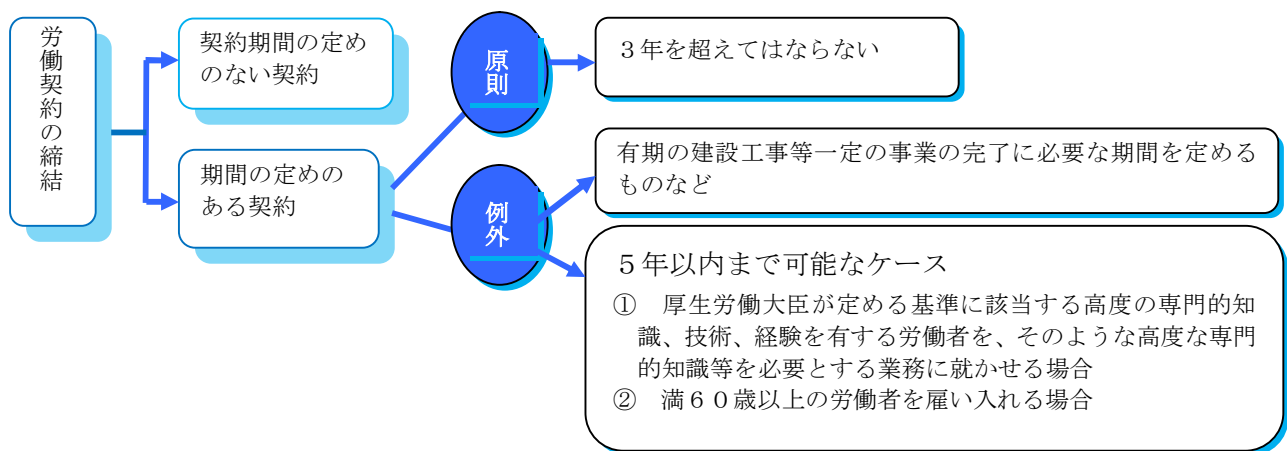 労働契約の締結
契約期間の定め
のない契約
期間の定めの
ある契約
原則
３年を超えてはならない
例外
有期の建設工事等一定の事業の完了に必要な期間を定める
ものなど
５年以内まで可能なケース
①　厚生労働大臣が定める基準に該当する高度の専門的知
識、技術、経験を有する労働者を、そのような高度な専門
的知識等を必要とする業務に就かせる場合
②　満６０歳以上の労働者を雇い入れる場合